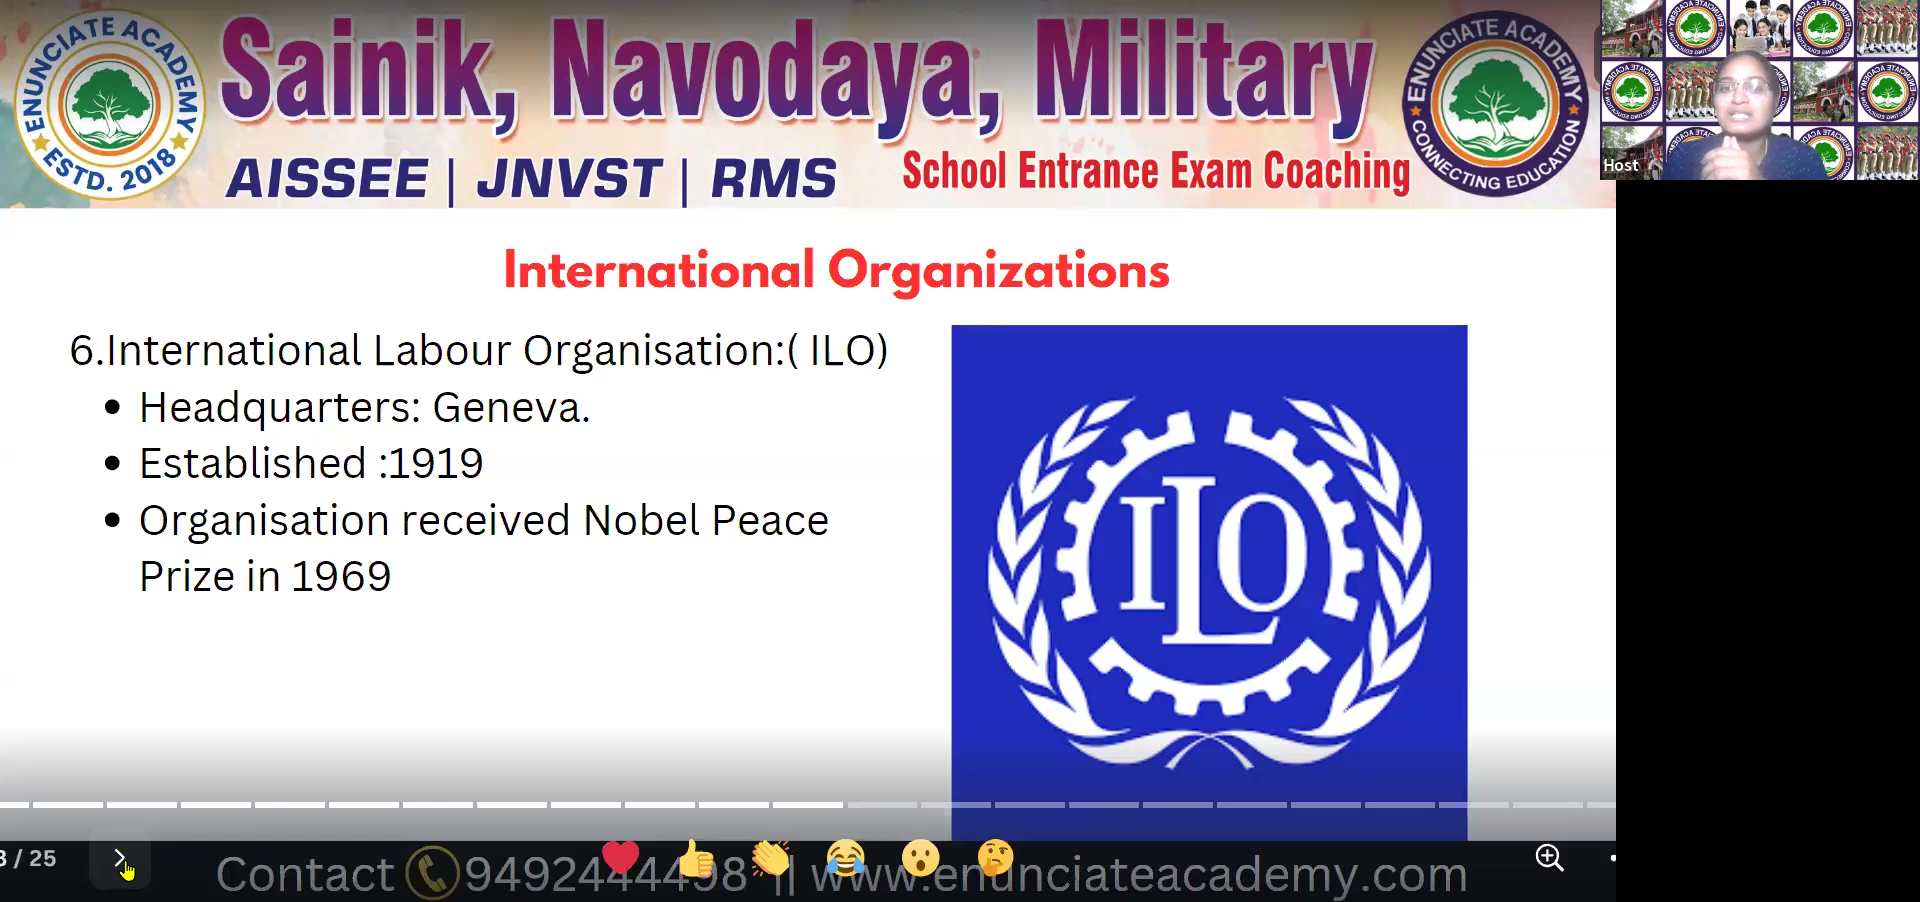 ENUNCIATE ACADEMY
ESTD. 2018
Sainik, Navodaya, Military
AISSEE | JNVST | RMS
School Entrance Exam Coaching
ENUNCIATE ACADEMY
CONNECTING EDUCATION
Host
International Organizations
6.International Labour Organisation:( ILO)
• Headquarters: Geneva.
• Established :1919
• Organisation received Nobel Peace
Prize in 1969
ILO
/ 25
Contact 9492444498 || www.enunciateacademy.com